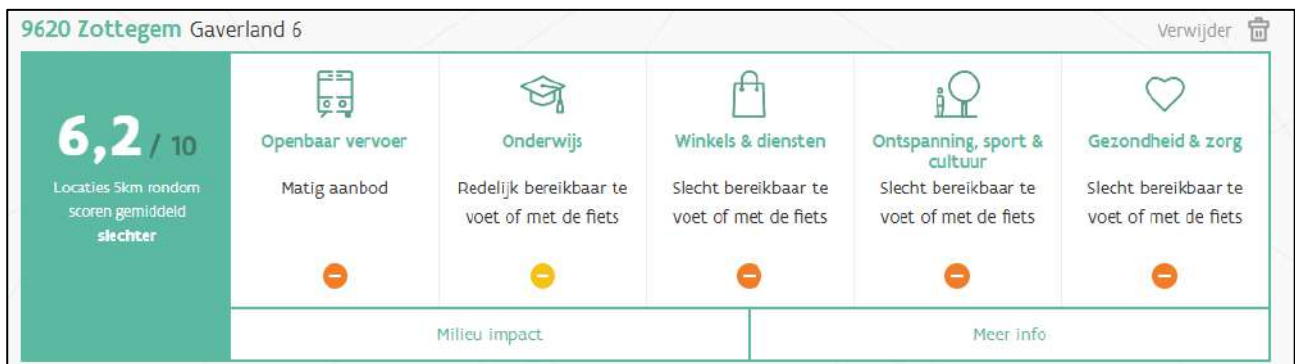 9620 Zottegem Gaverland 6
Verwijder
6,2 / 10
Locaties 5km rondom
scoren gemiddeld
slechter
Openbaar vervoer
Matig aanbod
Onderwijs
Redelijk bereikbaar te
voet of met de fiets
Winkels & diensten
Slecht bereikbaar te
voet of met de fiets
Ontspanning, sport &
cultuur
Slecht bereikbaar te
voet of met de fiets
Gezondheid & zorg
Slecht bereikbaar te
voet of met de fiets
Milieu impact
Meer info